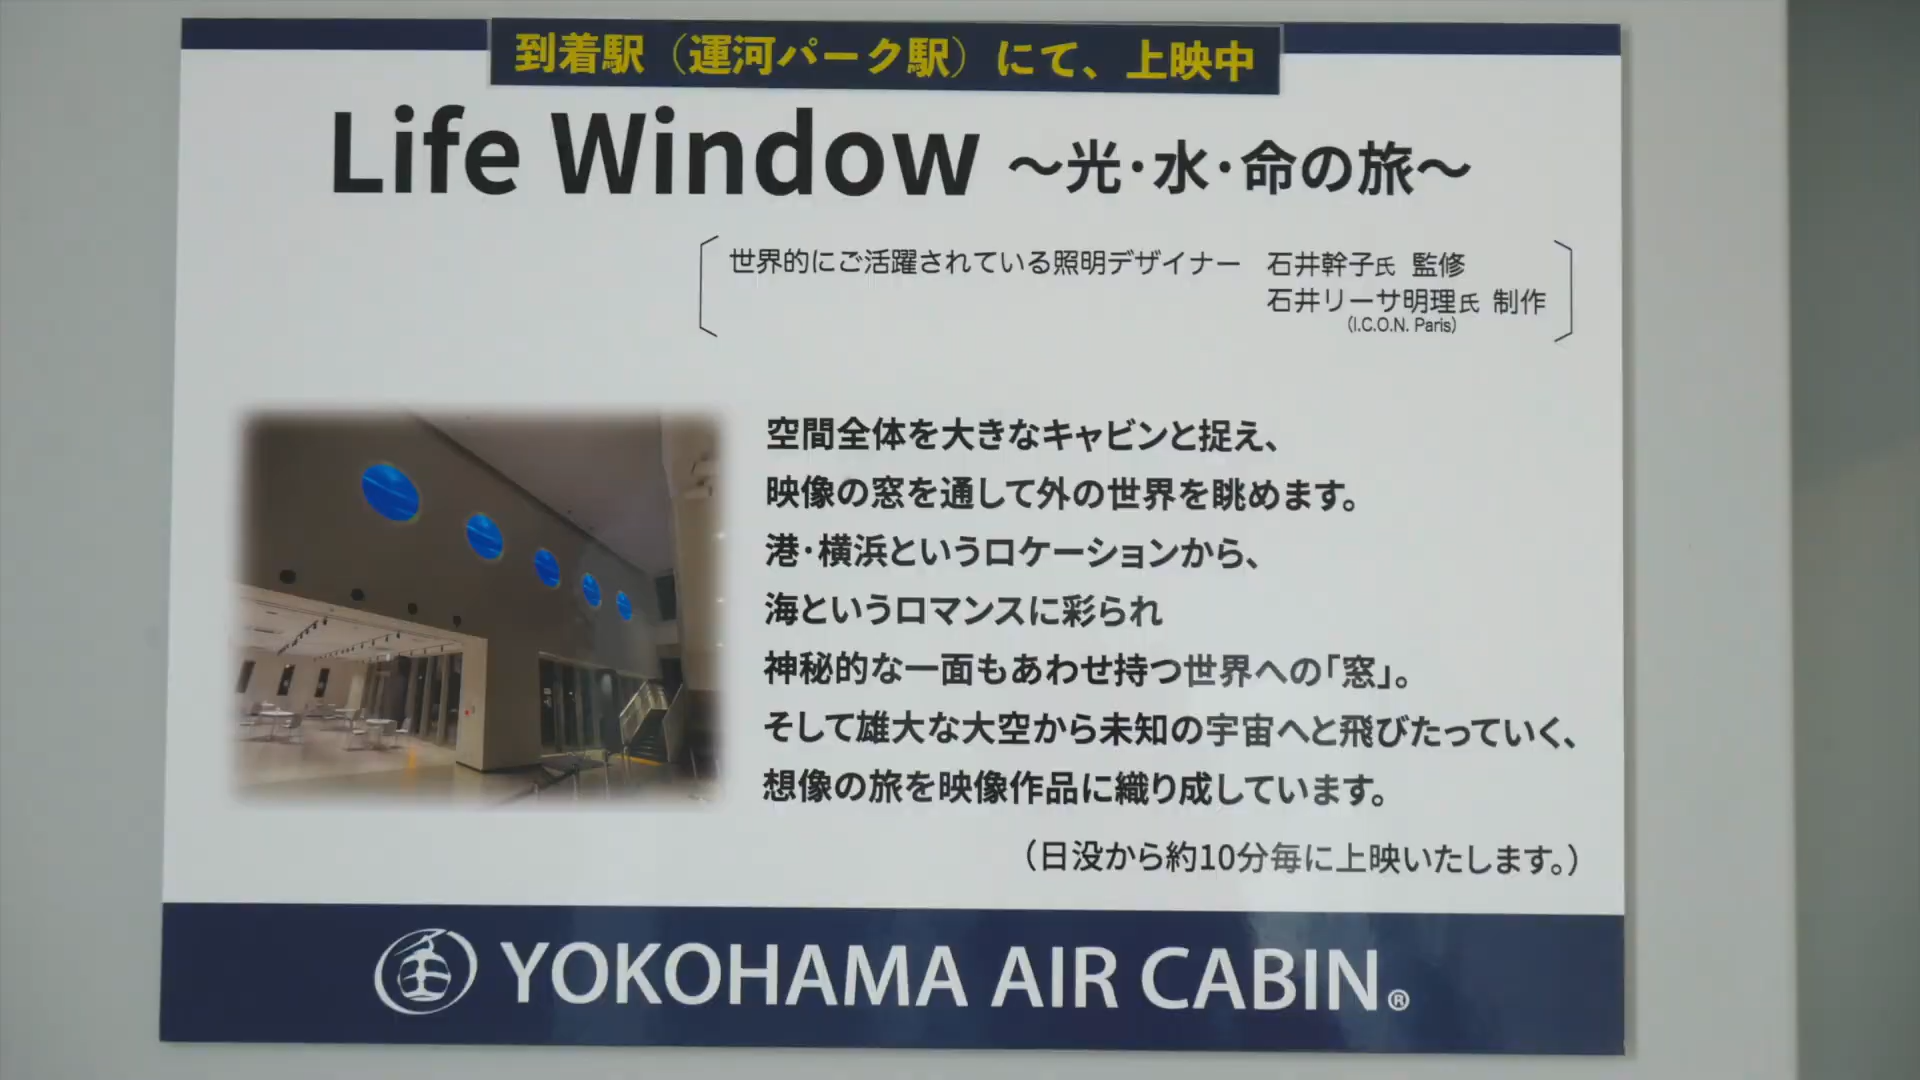 到着駅（運河パーク駅）にて、上映中
Life Window ～光・水・命の旅～
世界的にご活躍されている照明デザイナー 石井幹子氏 監修
石井リーサ明理氏 制作
(I.C.O.N. Paris)
空間全体を大きなキャビンと捉え、
映像の窓を通して外の世界を眺めます。
港・横浜というロケーションから、
海というロマンスに彩られ
神秘的な一面もあわせ持つ世界への「窓」。
そして雄大な大空から未知の宇宙へと飛びたっていく、
想像の旅を映像作品に織り成しています。
（日没から約10分毎に上映いたします。）
YOKOHAMA AIR CABIN®